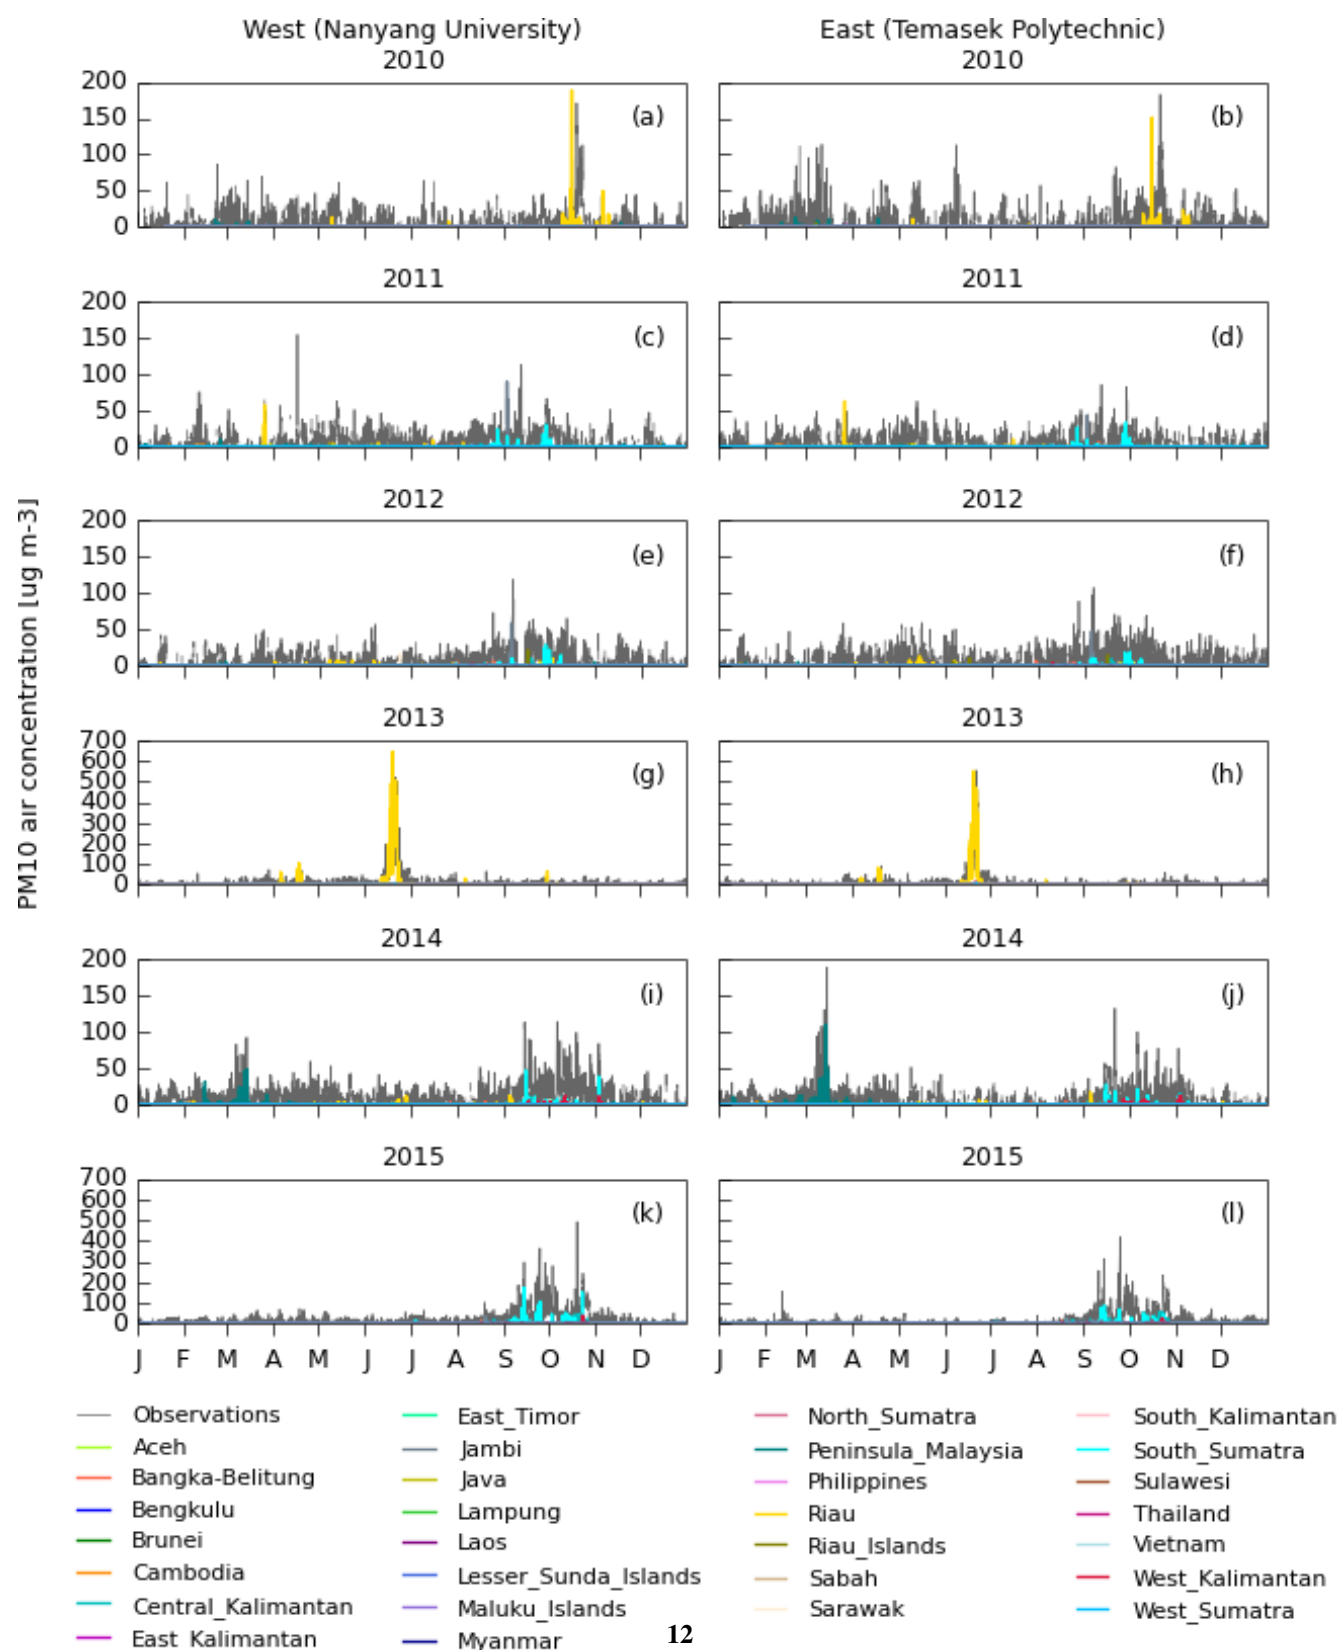 West (Nanyang University) East (Temasek Polytechnic)
2010 2010
200
150
100
50
0
(a) (b)
2011 2011
200
150
100
50
0
(c) (d)
2012 2012
200
150
100
50
0
(e) (f)
PM10 air concentration [ug m-3]
2013 2013
700
600
500
400
300
200
100
0
(g) (h)
2014 2014
200
150
100
50
0
(i) (j)
2015 2015
700
600
500
400
300
200
100
0
(k) (l)
J F M A M J J A S O N D J F M A M J J A S O N D
Observations East_Timor North_Sumatra South_Kalimantan
Aceh Jambi Peninsula_Malaysia South_Sumatra
Bangka-Belitung Java Philippines Sulawesi
Bengkulu Lampung Riau Thailand
Brunei Laos Riau_Islands Vietnam
Cambodia Lesser_Sunda_Islands Sabah West_Kalimantan
Central_Kalimantan Maluku_Islands Sarawak West_Sumatra
East_Kalimantan Myanmar
12